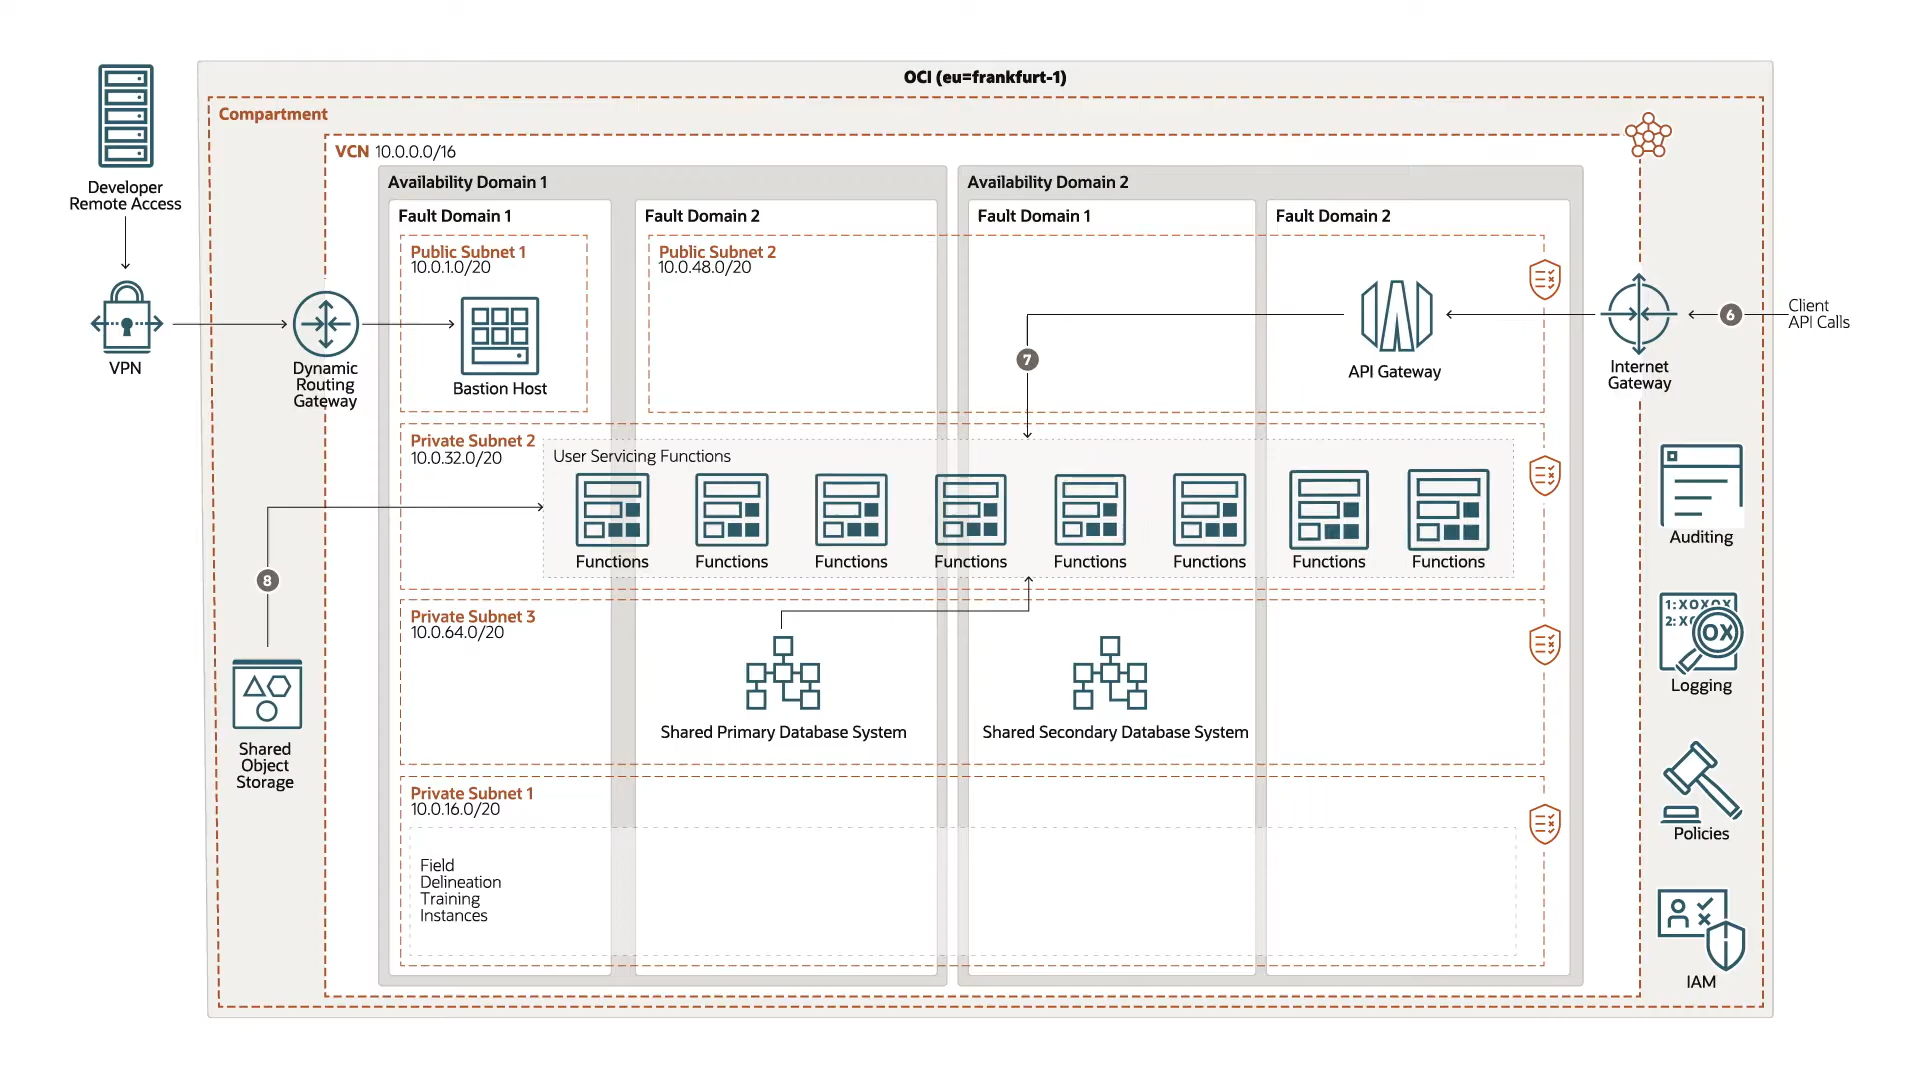 OCI (eu=frankfurt-1)
Compartment
VCN 10.0.0.0/16
Developer
Remote Access
VPN
Dynamic
Routing
Gateway
Availability Domain 1
Availability Domain 2
Fault Domain 1
Fault Domain 2
Fault Domain 1
Fault Domain 2
Public Subnet 1
10.0.1.0/20
Bastion Host
Public Subnet 2
10.0.48.0/20
7
API Gateway
Internet
Gateway
6
Client
API Calls
Private Subnet 2
10.0.32.0/20
User Servicing Functions
Functions
Functions
Functions
Functions
Functions
Functions
Functions
Functions
8
Shared
Object
Storage
Private Subnet 3
10.0.64.0/20
Shared Primary Database System
Shared Secondary Database System
Private Subnet 1
10.0.16.0/20
Field
Delineation
Training
Instances
Auditing
1:XOXOX
2:XO
OX
Logging
Policies
IAM